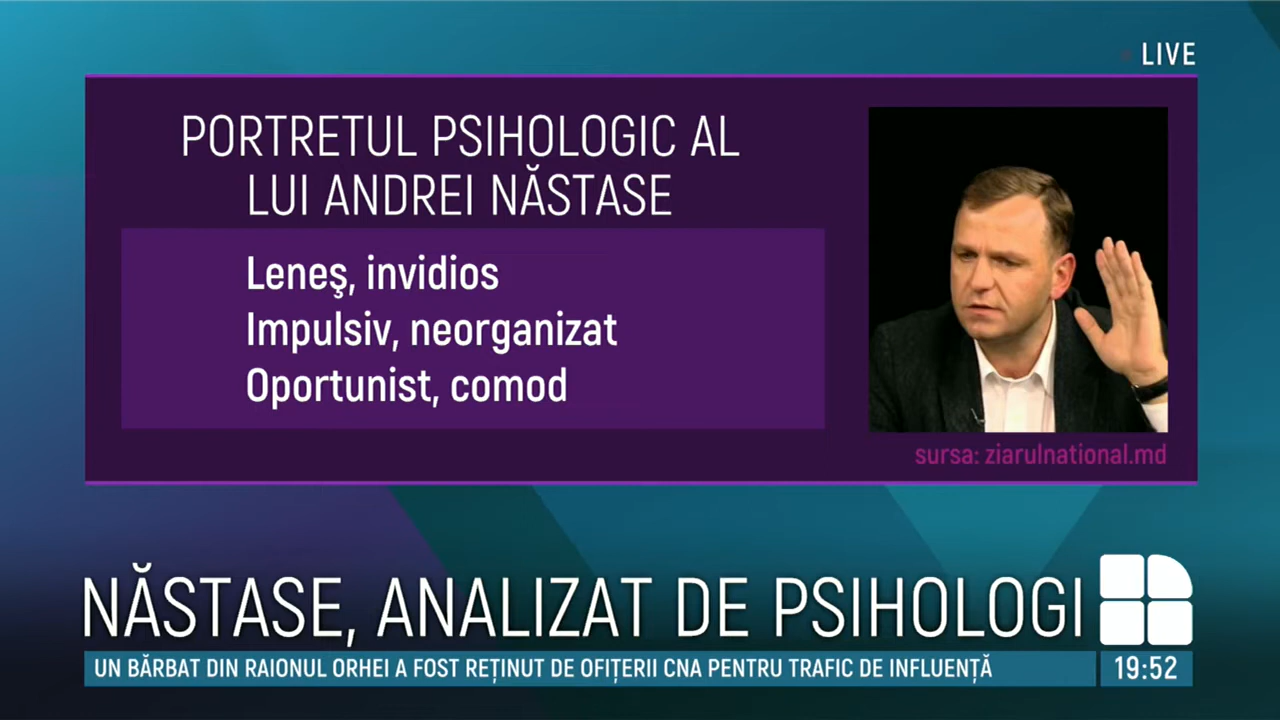 LIVE
PORTRETUL PSIHOLOGIC AL
LUI ANDREI NĂSTASE
Leneş, invidios
Impulsiv, neorganizat
Oportunist, comod
sursa: ziarulnational.md
NĂSTASE, ANALIZAT DE PSIHOLOGI
UN BĂRBAT DIN RAIONUL ORHEI A FOST REȚINUT DE OFIȚERII CNA PENTRU TRAFIC DE INFLUENȚĂ
19:52